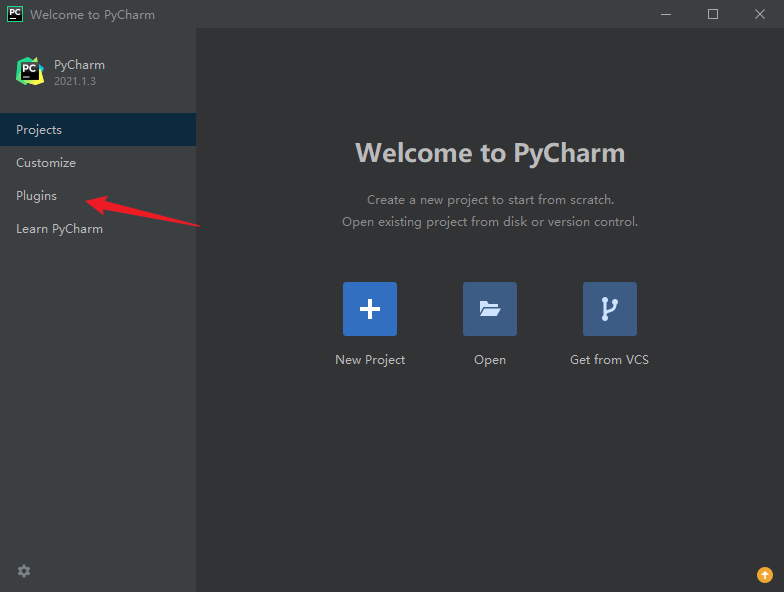 PC Welcome to PyCharm
PC
PyCharm
2021.1.3
Projects
Customize
Plugins
Learn PyCharm
Welcome to PyCharm
Create a new project to start from scratch.
Open existing project from disk or version control.
New Project
Open
Get from VCS